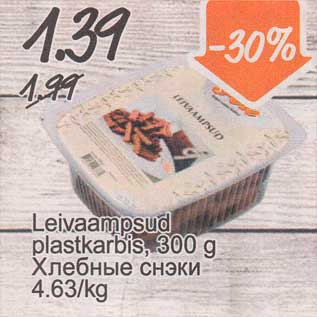 1.39
-30%
1.99
LEIVAAMPSUD
Leivaampsud
plastkarbis, 300 g
Хлебные снэки
4.63/kg